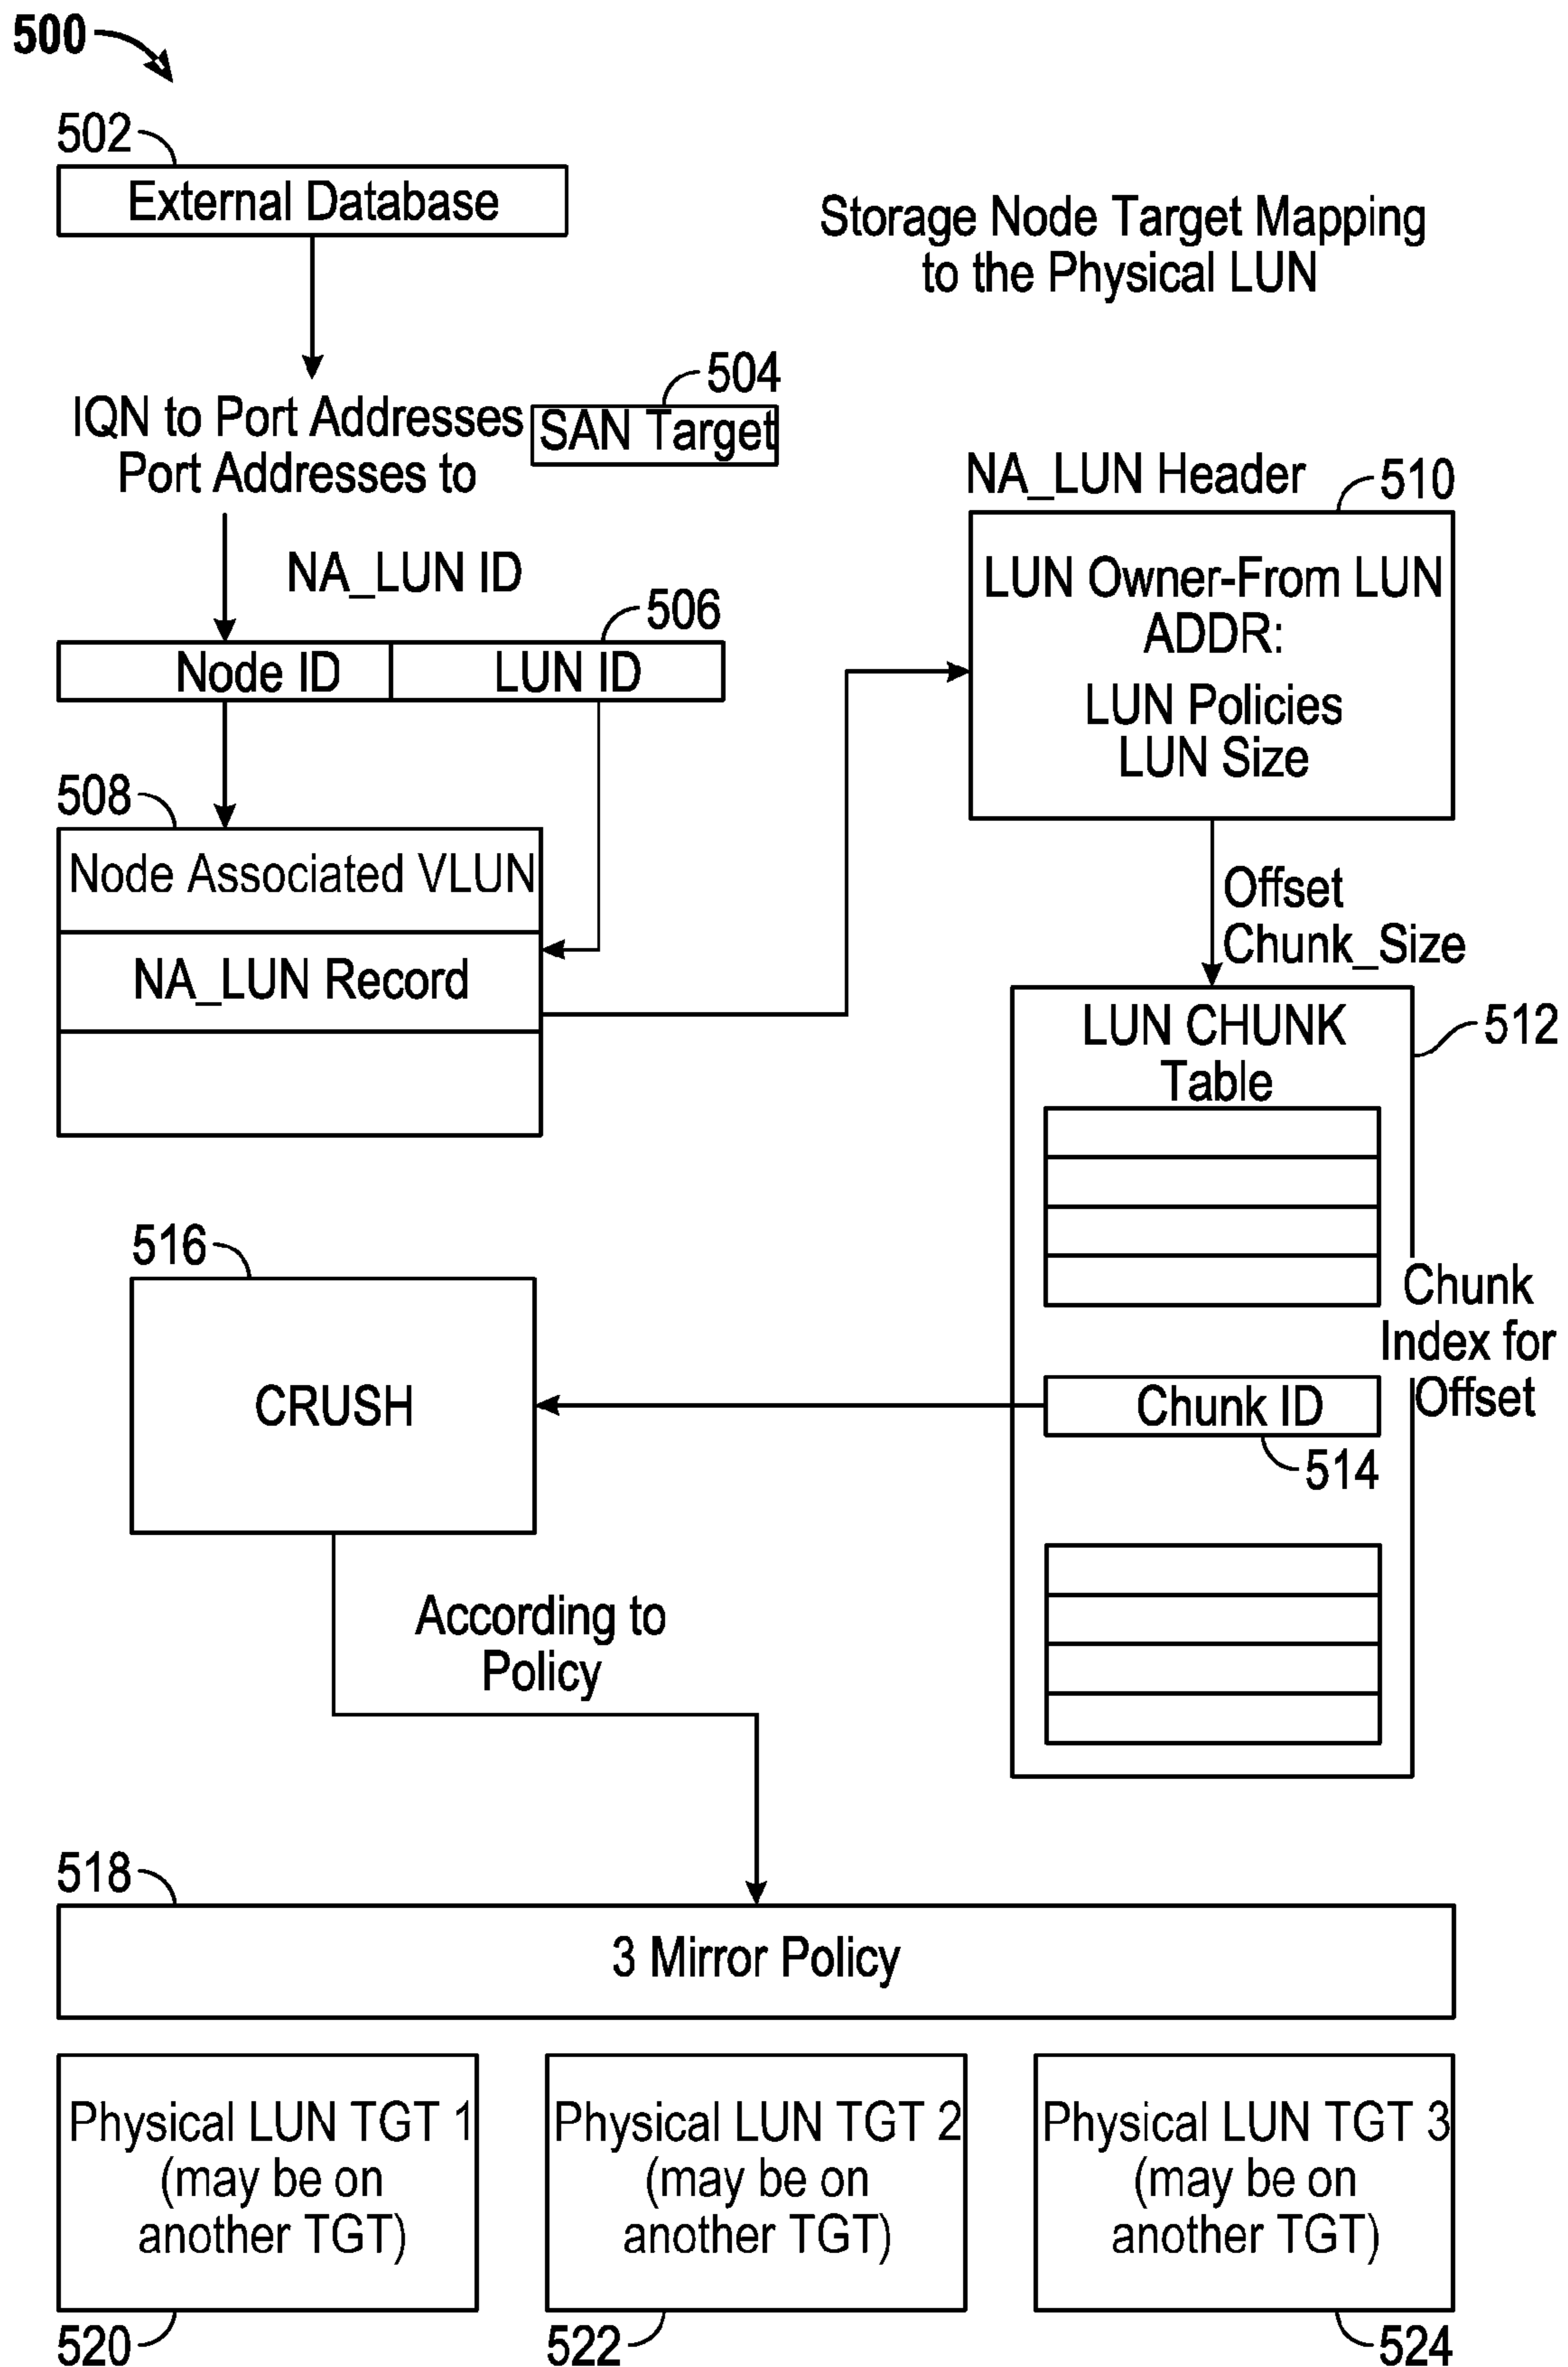 500
502
External Database
Storage Node Target Mapping
to the Physical LUN
504
IQN to Port Addresses
SAN Target
Port Addresses to
NA_LUN Header
510
NA_LUN ID
LUN Owner-From LUN
ADDR:
LUN Policies
LUN Size
506
Node ID
LUN ID
508
Node Associated VLUN
NA_LUN Record
Offset
Chunk_Size
LUN CHUNK
Table
512
516
CRUSH
Chunk
Index for
Offset
Chunk ID
514
According to
Policy
518
3 Mirror Policy
Physical LUN TGT 1
(may be on
another TGT)
Physical LUN TGT 2
(may be on
another TGT)
Physical LUN TGT 3
(may be on
another TGT)
520
522
524